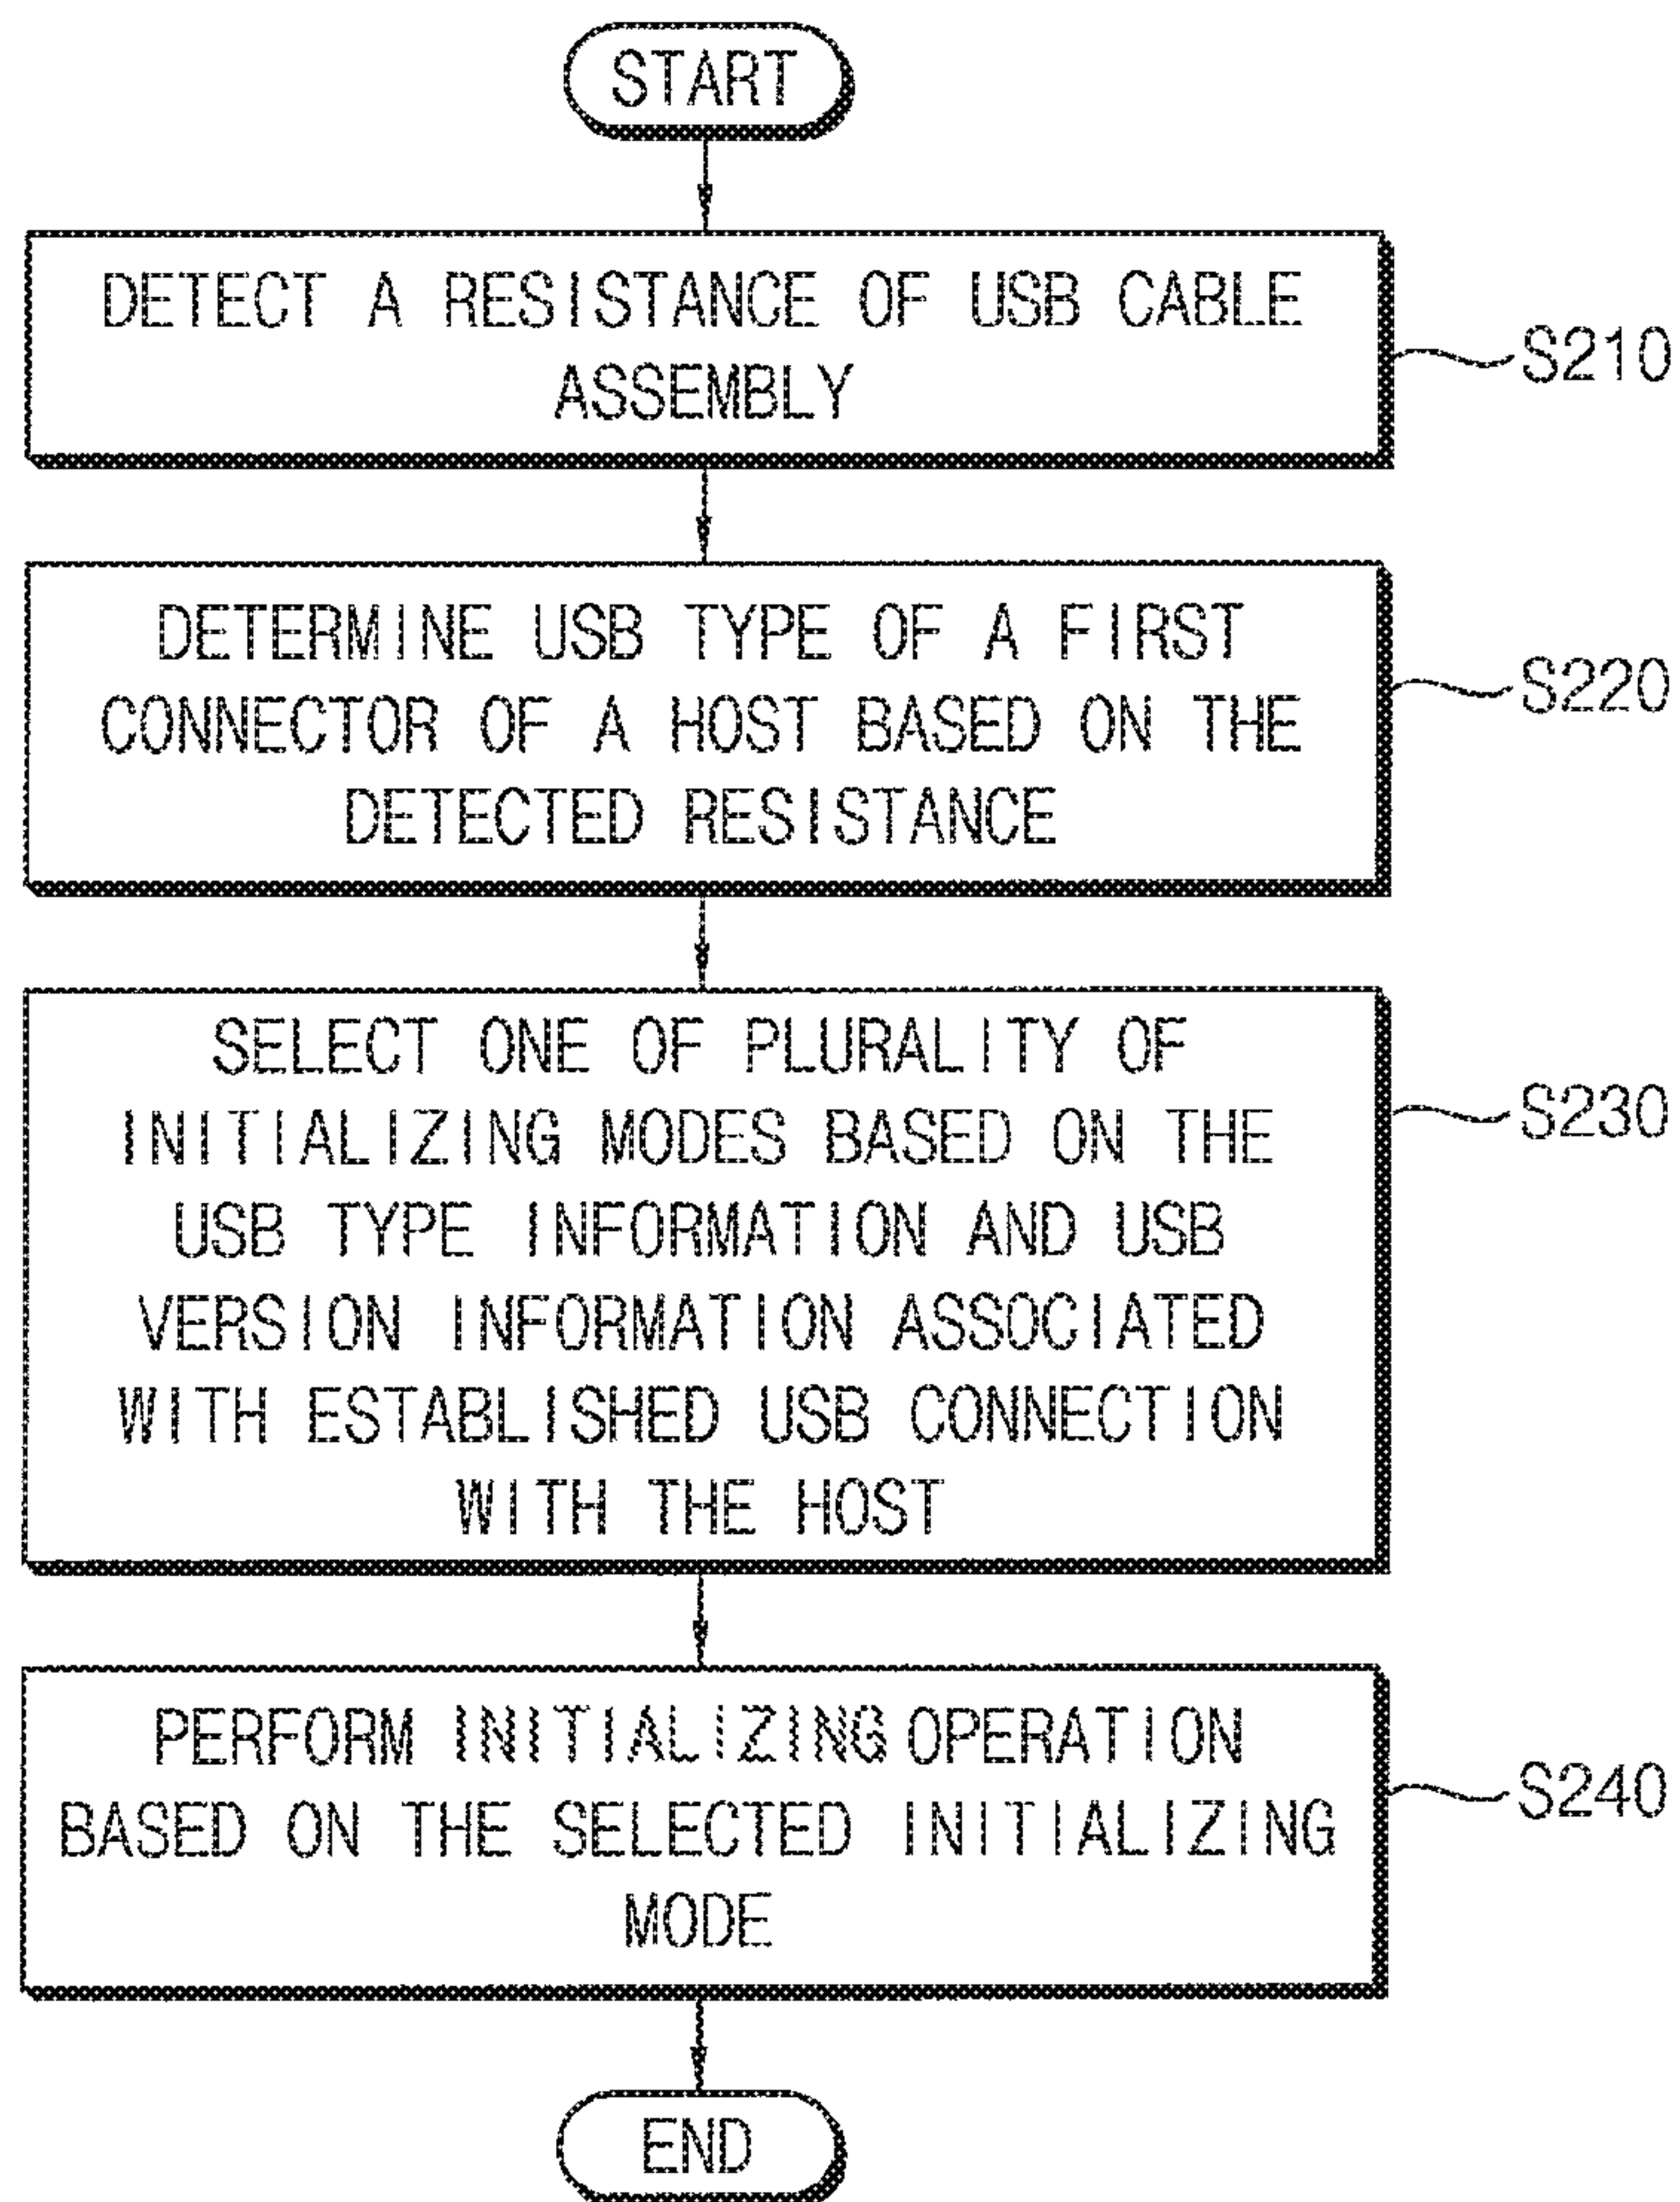 START
DETECT A RESISTANCE OF USB CABLE
ASSEMBLY
S210
DETERMINE USB TYPE OF A FIRST
CONNECTOR OF A HOST BASED ON THE
DETECTED RESISTANCE
S220
SELECT ONE OF PLURALITY OF
INITIALIZING MODES BASED ON THE
USB TYPE INFORMATION AND USB
VERSION INFORMATION ASSOCIATED
WITH ESTABLISHED USB CONNECTION
WITH THE HOST
S230
PERFORM INITIALIZING OPERATION
BASED ON THE SELECTED INITIALIZING
MODE
S240
END